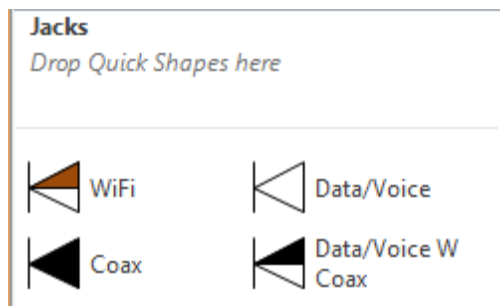 Jacks
Drop Quick Shapes here
WiFi
Data/Voice
Coax
Data/Voice W
Coax